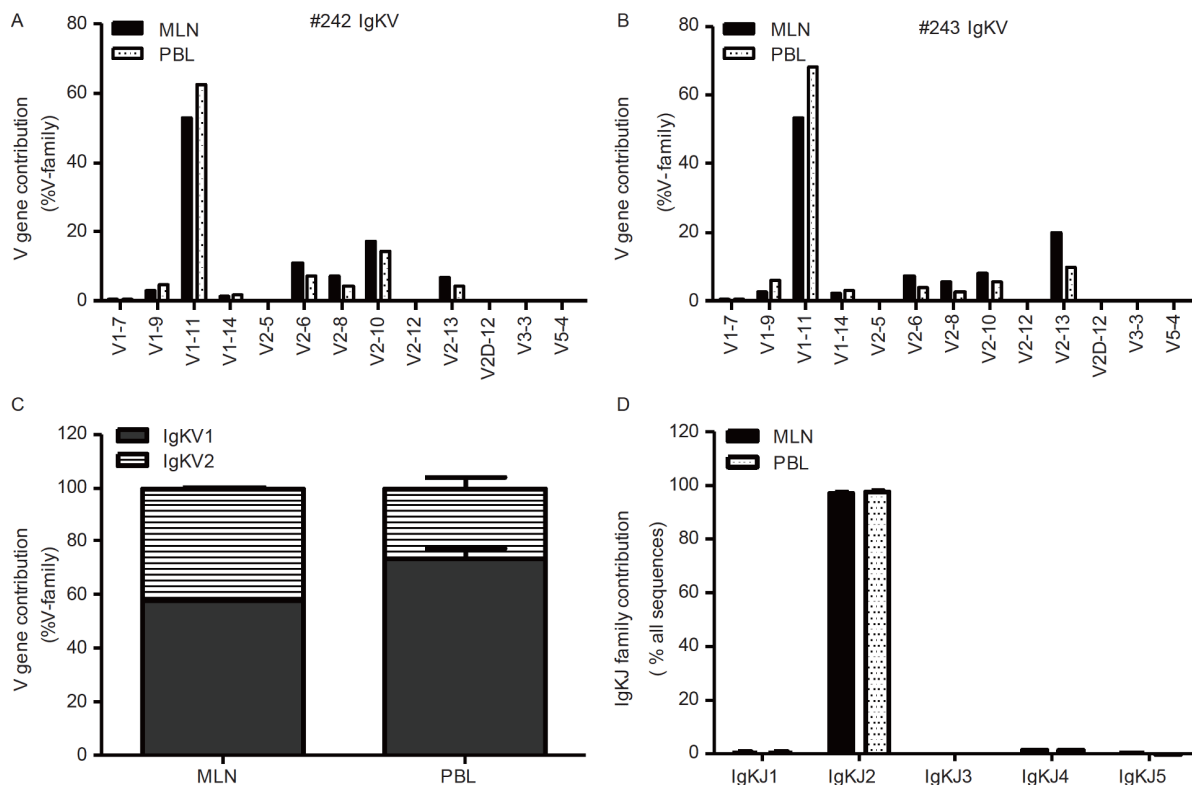 A
#242 IgKV
MLN
PBL
V gene contribution
(%V-family)
80
60
40
20
0
V1-7
V1-9
V1-11
V1-14
V2-5
V2-6
V2-8
V2-10
V2-12
V2-13
V2D-12
V3-3
V5-4
B
#243 IgKV
MLN
PBL
V gene contribution
(%V-family)
80
60
40
20
0
V1-7
V1-9
V1-11
V1-14
V2-5
V2-6
V2-8
V2-10
V2-12
V2-13
V2D-12
V3-3
V5-4
C
IgKV1
IgKV2
V gene contribution
(%V-family)
120
100
80
60
40
20
0
MLN
PBL
D
MLN
PBL
IgKJ family contribution
( % all sequences)
120
100
80
60
40
20
0
IgKJ1
IgKJ2
IgKJ3
IgKJ4
IgKJ5